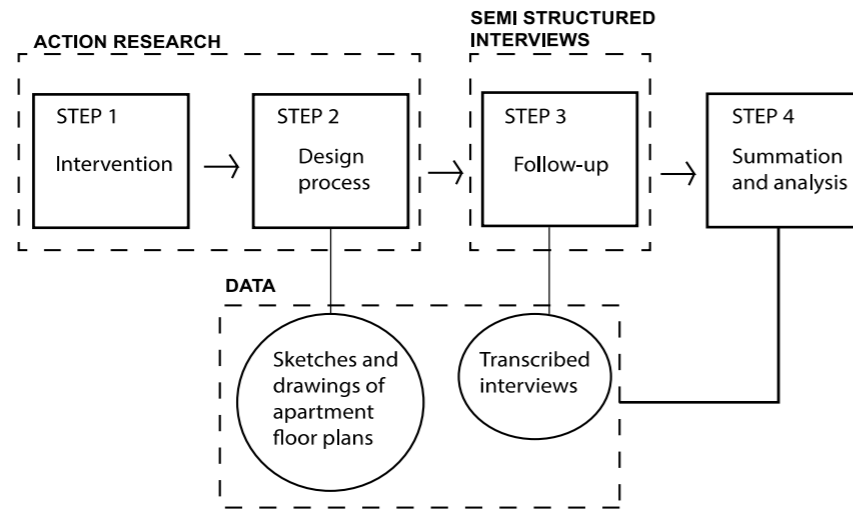 ACTION RESEARCH
SEMI STRUCTURED
INTERVIEWS
STEP 1
Intervention
STEP 2
Design
process
STEP 3
Follow-up
STEP 4
Summation
and analysis
DATA
Sketches and
drawings of
apartment
floor plans
Transcribed
interviews